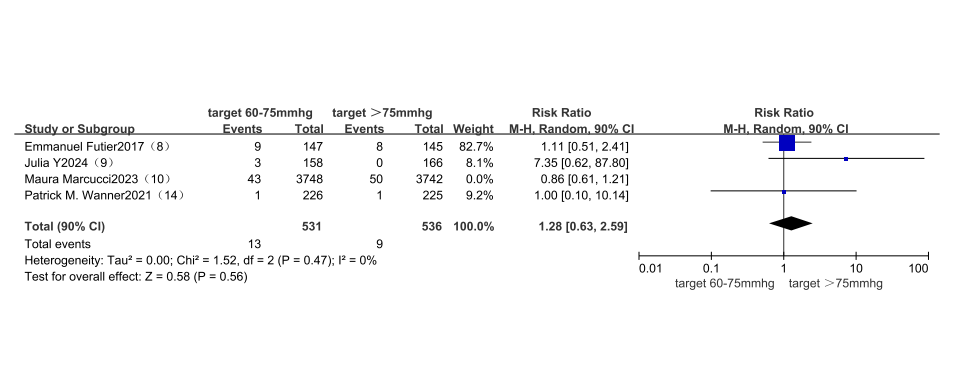 target 60-75mmhg target ＞75mmhg Risk Ratio Risk Ratio
Study or Subgroup Events Total Events Total Weight M-H, Random, 90% CI M-H, Random, 90% CI
Emmanuel Futier2017（8） 9 147 8 145 82.7% 1.11 [0.51, 2.41]
Julia Y2024（9） 3 158 0 166 8.1% 7.35 [0.62, 87.80]
Maura Marcucci2023（10） 43 3748 50 3742 0.0% 0.86 [0.61, 1.21]
Patrick M. Wanner2021（14） 1 226 1 225 9.2% 1.00 [0.10, 10.14]
Total (90% CI) 531 536 100.0% 1.28 [0.63, 2.59]
Total events 13 9
Heterogeneity: Tau² = 0.00; Chi² = 1.52, df = 2 (P = 0.47); I² = 0%
Test for overall effect: Z = 0.58 (P = 0.56)
0.01 0.1 1 10 100
target 60-75mmhg target ＞75mmhg